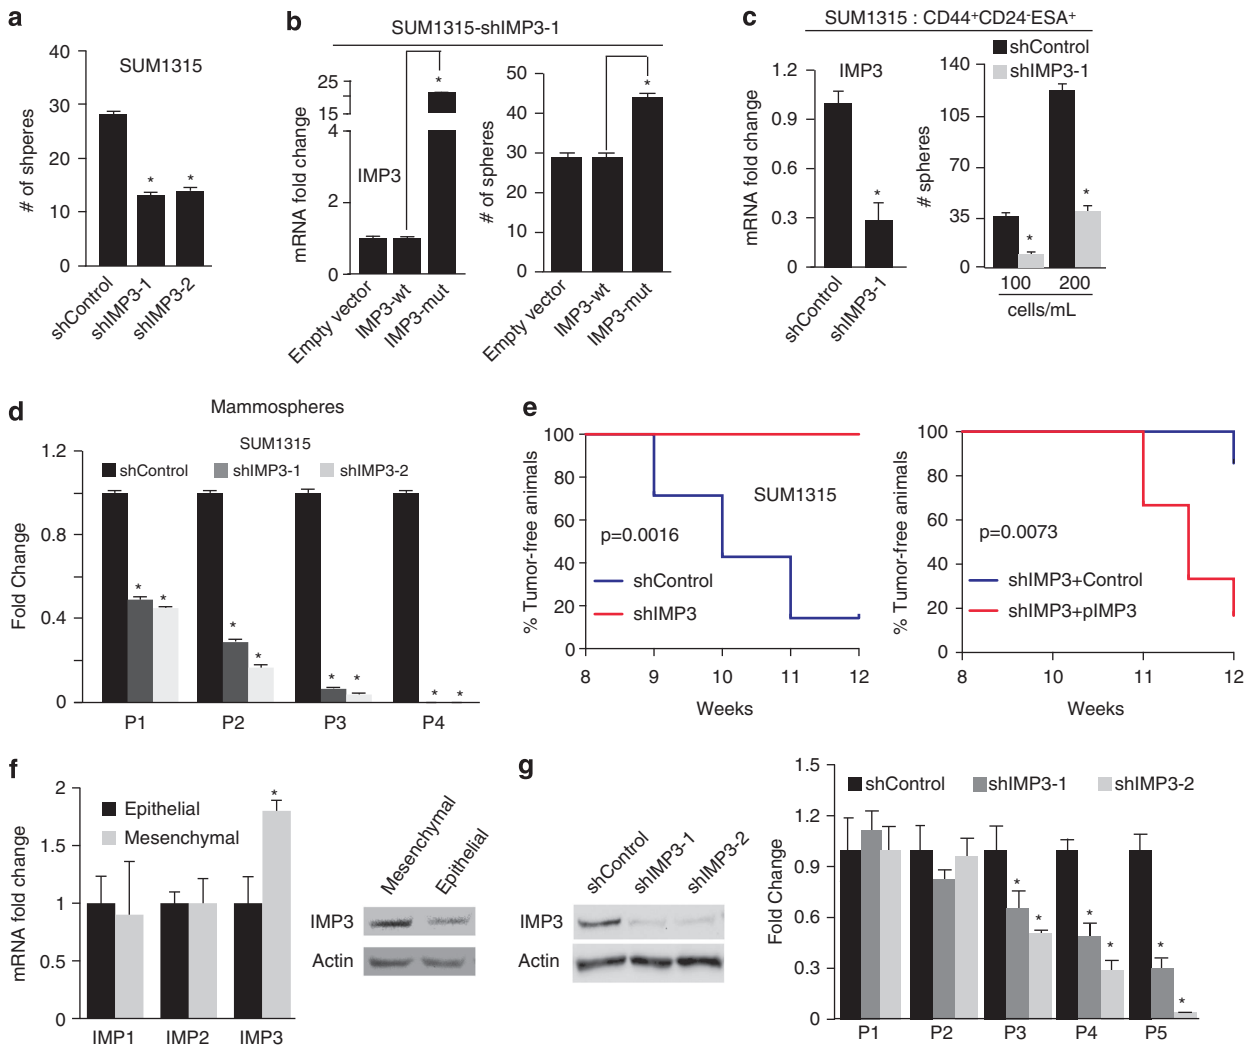 a
SUM1315
# of shperes
40
30
20
10
0
shControl
shIMP3-1
shIMP3-2
*
*
b
SUM1315-shIMP3-1
mRNA fold change
25
15
4
2
0
IMP3
*
Empty vector
IMP3-wt
IMP3-mut
# of spheres
50
40
30
20
10
0
*
Empty vector
IMP3-wt
IMP3-mut
c
SUM1315 : CD44+CD24-ESA+
mRNA fold change
1.2
0.9
0.6
0.3
0
IMP3
*
shControl
shIMP3-1
shControl
shIMP3-1
# spheres
140
105
70
35
0
*
*
100 200
cells/mL
d
Mammospheres
SUM1315
shControl shIMP3-1 shIMP3-2
Fold Change
1.2
0.8
0.4
0
* *
* *
* *
* *
P1 P2 P3 P4
e
% Tumor-free animals
100
80
60
40
20
0
SUM1315
p=0.0016
shControl
shIMP3
8 9 10 11 12
Weeks
% Tumor-free animals
100
80
60
40
20
0
p=0.0073
shIMP3+Control
shIMP3+pIMP3
8 10 11 12
Weeks
f
mRNA fold change
2
1.5
1
0.5
0
Epithelial
Mesenchymal
*
IMP1 IMP2 IMP3
Mesenchymal
Epithelial
IMP3
Actin
g
shControl
shIMP3-1
shIMP3-2
IMP3
Actin
Fold Change
1.5
1.2
0.9
0.6
0.3
0
shControl shIMP3-1 shIMP3-2
* *
* *
* *
P1 P2 P3 P4 P5